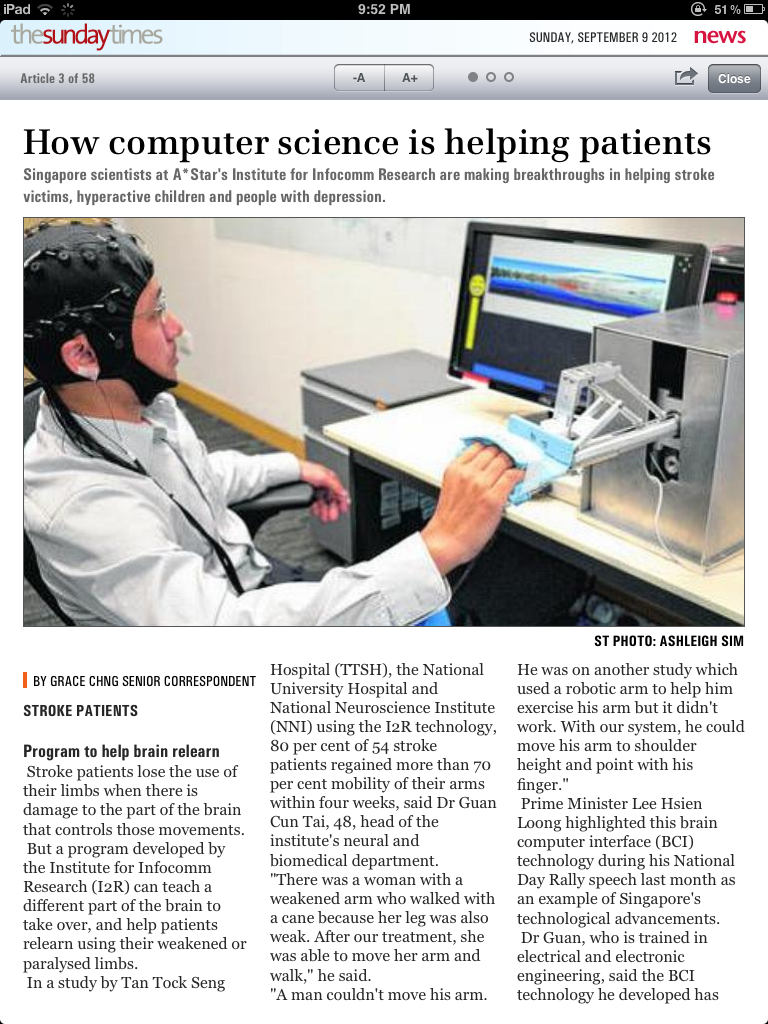 iPad 9:52 PM 51 %
thesundaytimes SUNDAY, SEPTEMBER 9 2012 news
Article 3 of 58 -A A+ Close
How computer science is helping patients
Singapore scientists at A*Star's Institute for Infocomm Research are making breakthroughs in helping stroke
victims, hyperactive children and people with depression.
ST PHOTO: ASHLEIGH SIM
BY GRACE CHNG SENIOR CORRESPONDENT
STROKE PATIENTS
Program to help brain relearn
Stroke patients lose the use of
their limbs when there is
damage to the part of the brain
that controls those movements.
But a program developed by
the Institute for Infocomm
Research (I2R) can teach a
different part of the brain to
take over, and help patients
relearn using their weakened or
paralysed limbs.
In a study by Tan Tock Seng
Hospital (TTSH), the National
University Hospital and
National Neuroscience Institute
(NNI) using the I2R technology,
80 per cent of 54 stroke
patients regained more than 70
per cent mobility of their arms
within four weeks, said Dr Guan
Cun Tai, 48, head of the
institute's neural and
biomedical department.
"There was a woman with a
weakened arm who walked with
a cane because her leg was also
weak. After our treatment, she
was able to move her arm and
walk," he said.
"A man couldn't move his arm.
He was on another study which
used a robotic arm to help him
exercise his arm but it didn't
work. With our system, he could
move his arm to shoulder
height and point with his
finger."
Prime Minister Lee Hsien
Loong highlighted this brain
computer interface (BCI)
technology during his National
Day Rally speech last month as
an example of Singapore's
technological advancements.
Dr Guan, who is trained in
electrical and electronic
engineering, said the BCI
technology he developed has